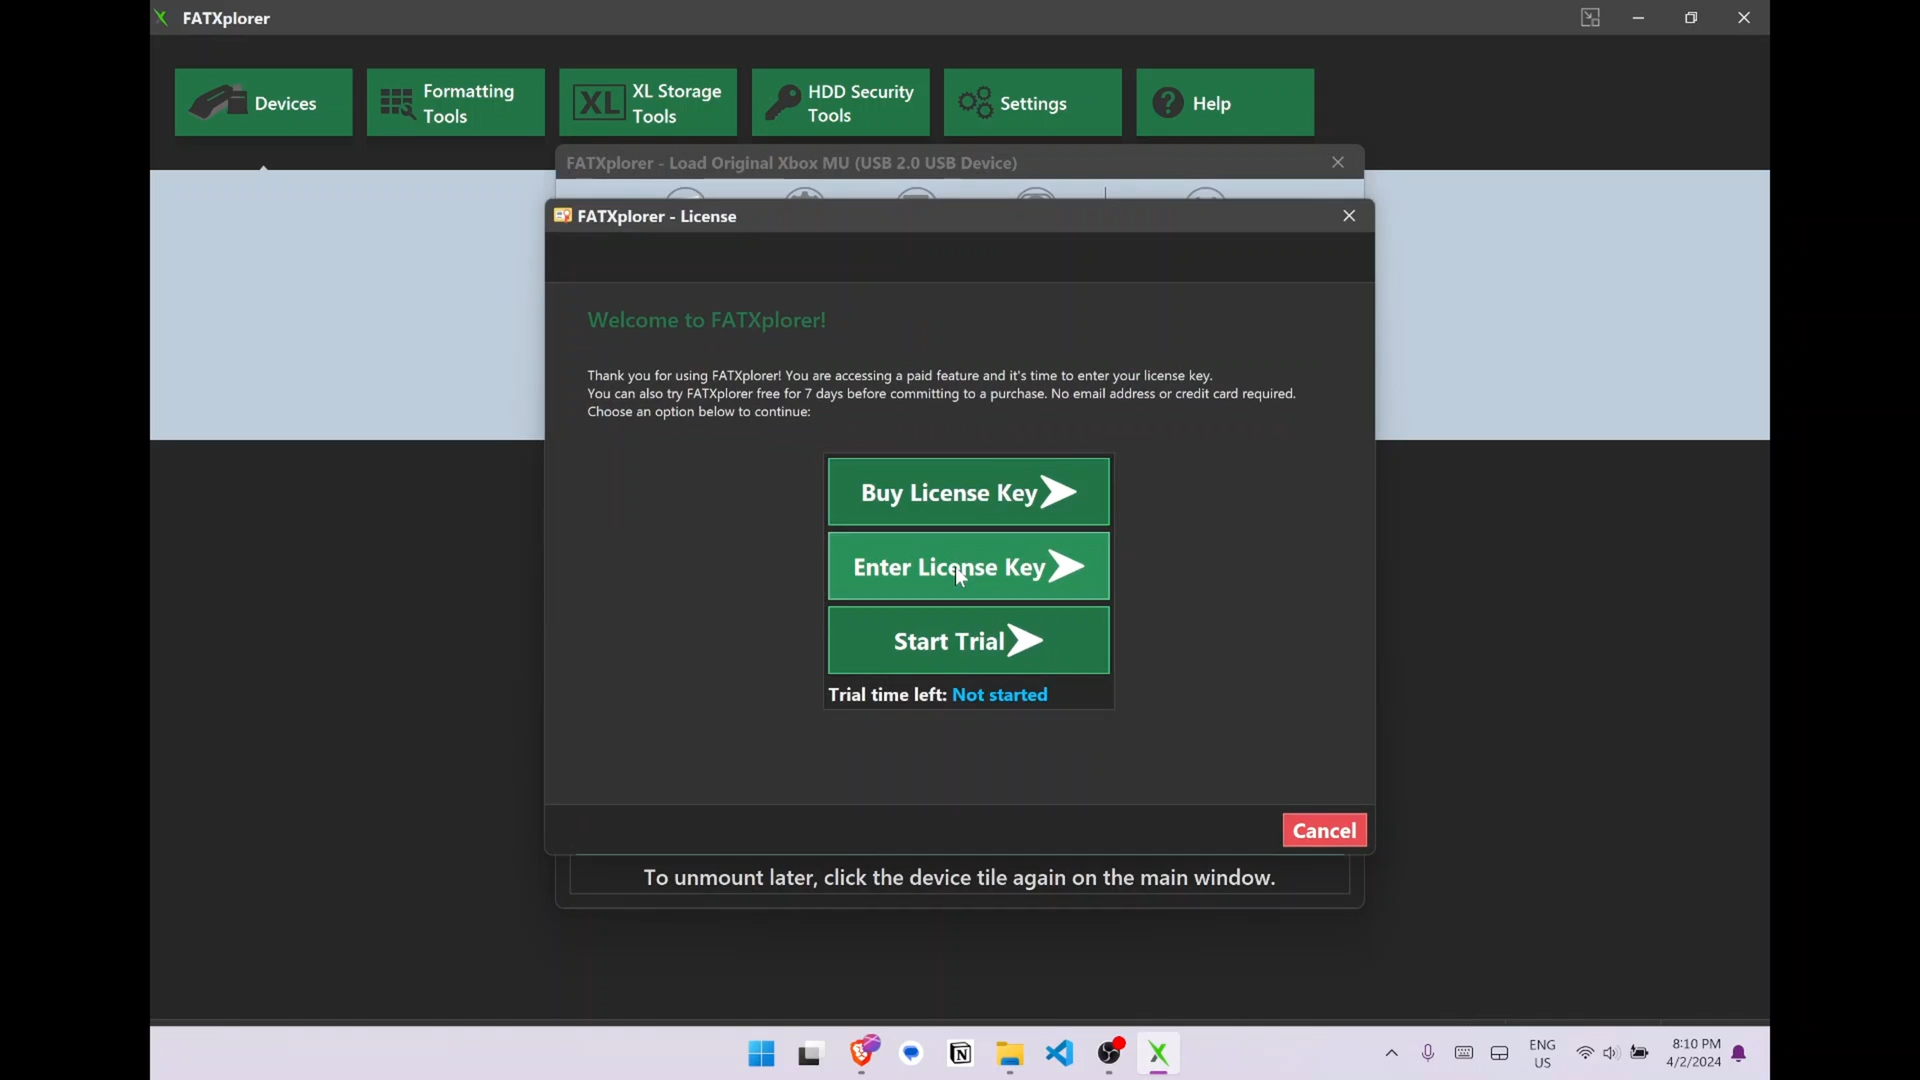 FATXplorer
Devices
Formatting
Tools
XL
XL Storage
Tools
HDD Security
Tools
Settings
Help
FATXplorer - Load Original Xbox MU (USB 2.0 USB Device)
FATXplorer - License
Welcome to FATXplorer!
Thank you for using FATXplorer! You are accessing a paid feature and it's time to enter your license key.
You can also try FATXplorer free for 7 days before committing to a purchase. No email address or credit card required.
Choose an option below to continue:
Buy License Key
Enter License Key
Start Trial
Trial time left: Not started
Cancel
To unmount later, click the device tile again on the main window.
ENG
US
8:10 PM
4/2/2024